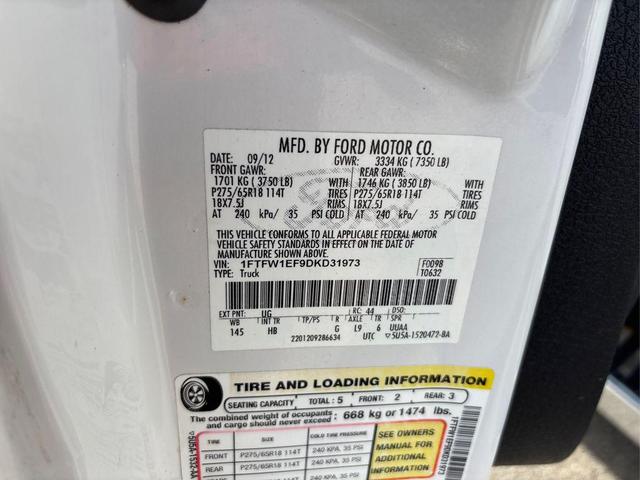 MFD. BY FORD MOTOR CO.
DATE: 09/12 GVWR: 3334 KG ( 7350 LB)
FRONT GAWR: REAR GAWR:
1701 KG ( 3750 LB) WITH 1746 KG ( 3850 LB) WITH
P275/65R18 114T TIRES P275/65R18 114T TIRES
18X7.5J RIMS 18X7.5J RIMS
AT 240 kPa/ 35 PSI COLD AT 240 kPa/ 35 PSI COLD
THIS VEHICLE CONFORMS TO ALL APPLICABLE FEDERAL MOTOR
VEHICLE SAFETY AND THEFT PREVENTION STANDARDS IN EFFECT ON THE DATE OF
MANUFACTURE SHOWN ABOVE.
VIN: 1FTFW1EF9DKD31973 F0098
TYPE: Truck T0632
EXT PNT: UG RC: 44 DSO:
WB INT TR TP/PS R AXLE TR SPR
145 HB G L9 6 UUAA
2201209286634 UTC 5U5A-1520472-BA
Ford
TIRE AND LOADING INFORMATION
SEATING CAPACITY TOTAL: 5 FRONT: 2 REAR: 3
The combined weight of occupants
and cargo should never exceed: 668 kg or 1474 lbs.
TIRE SIZE COLD TIRE PRESSURE
FRONT P275/65R18 114T 240 KPA, 35 PSI
REAR P275/65R18 114T 240 KPA, 35 PSI
SEE OWNERS
MANUAL FOR
ADDITIONAL
INFORMATION
1FTFW1EF9DKD31973